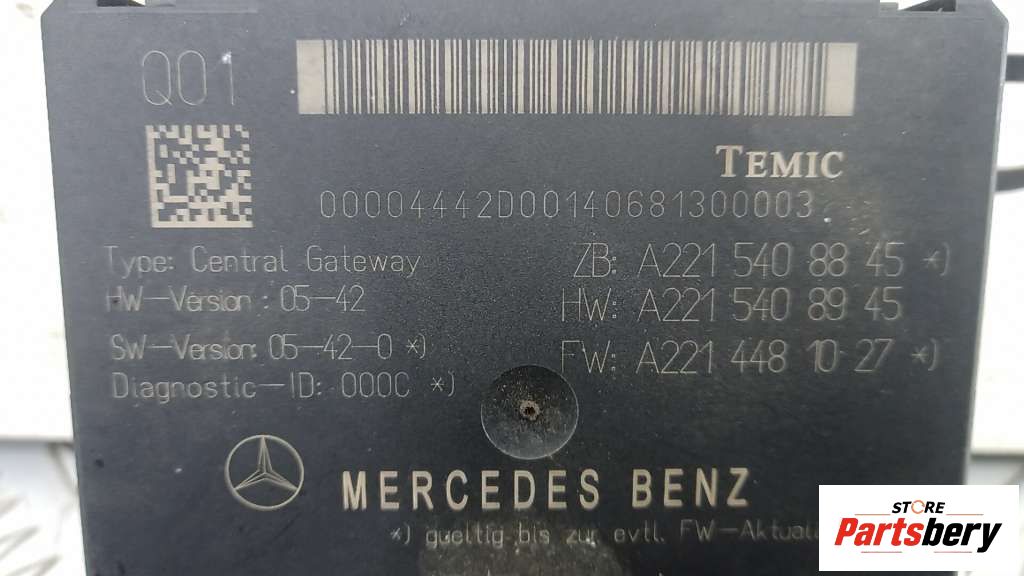 Q01
TEMIC
00004442D00140681300003
Type: Central Gateway
ZB: A221 540 88 45 *)
HW-Version: 05-42
HW: A221 540 89 45
SW-Version: 05-42-0 *)
FW: A221 448 10 27 *)
Diagnostic-ID: 000C *)
MERCEDES BENZ
*) gueltig bis zur evtl. FW-Aktual
STORE
Partsbery